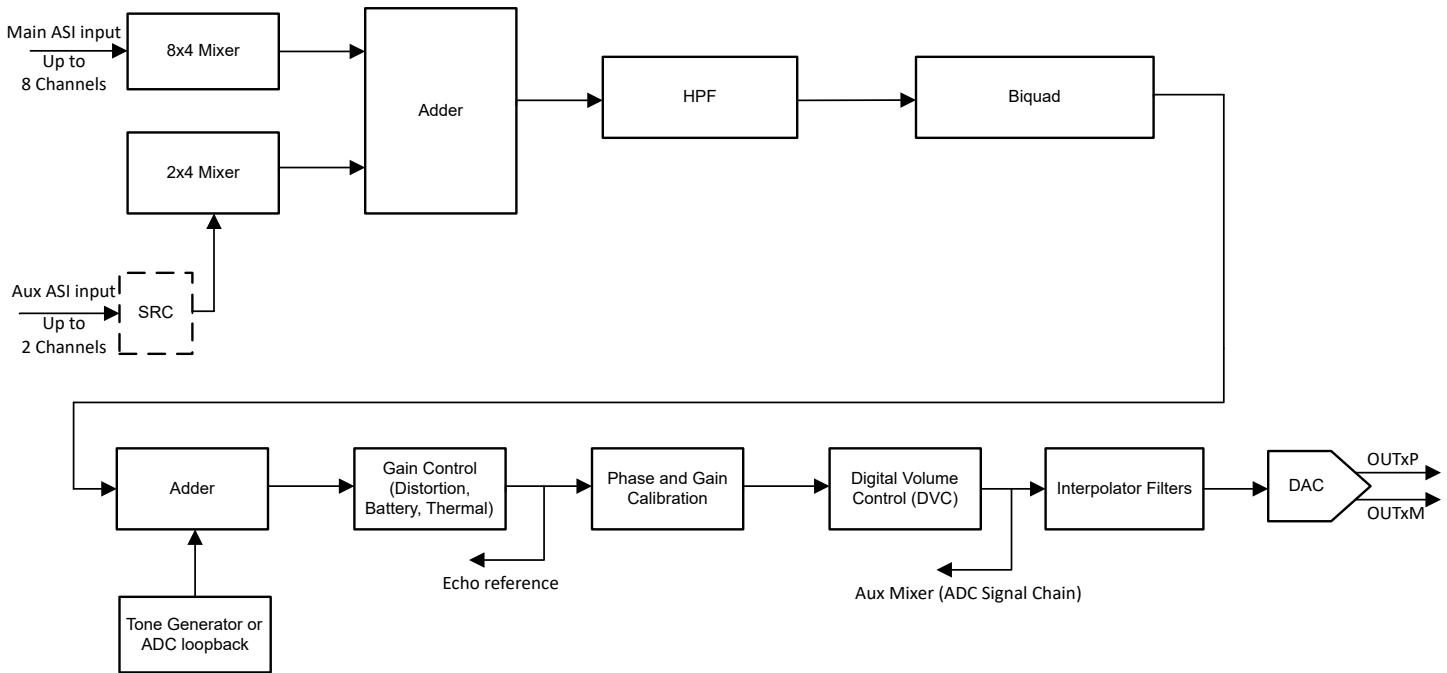 Main ASI input
Up to
8 Channels
8x4 Mixer
Adder
HPF
Biquad
2x4 Mixer
Aux ASI input
Up to
2 Channels
SRC
Adder
Gain Control
(Distortion,
Battery, Thermal)
Phase and Gain
Calibration
Digital Volume
Control (DVC)
Interpolator Filters
DAC
OUTxP
OUTxM
Echo reference
Aux Mixer (ADC Signal Chain)
Tone Generator or
ADC loopback